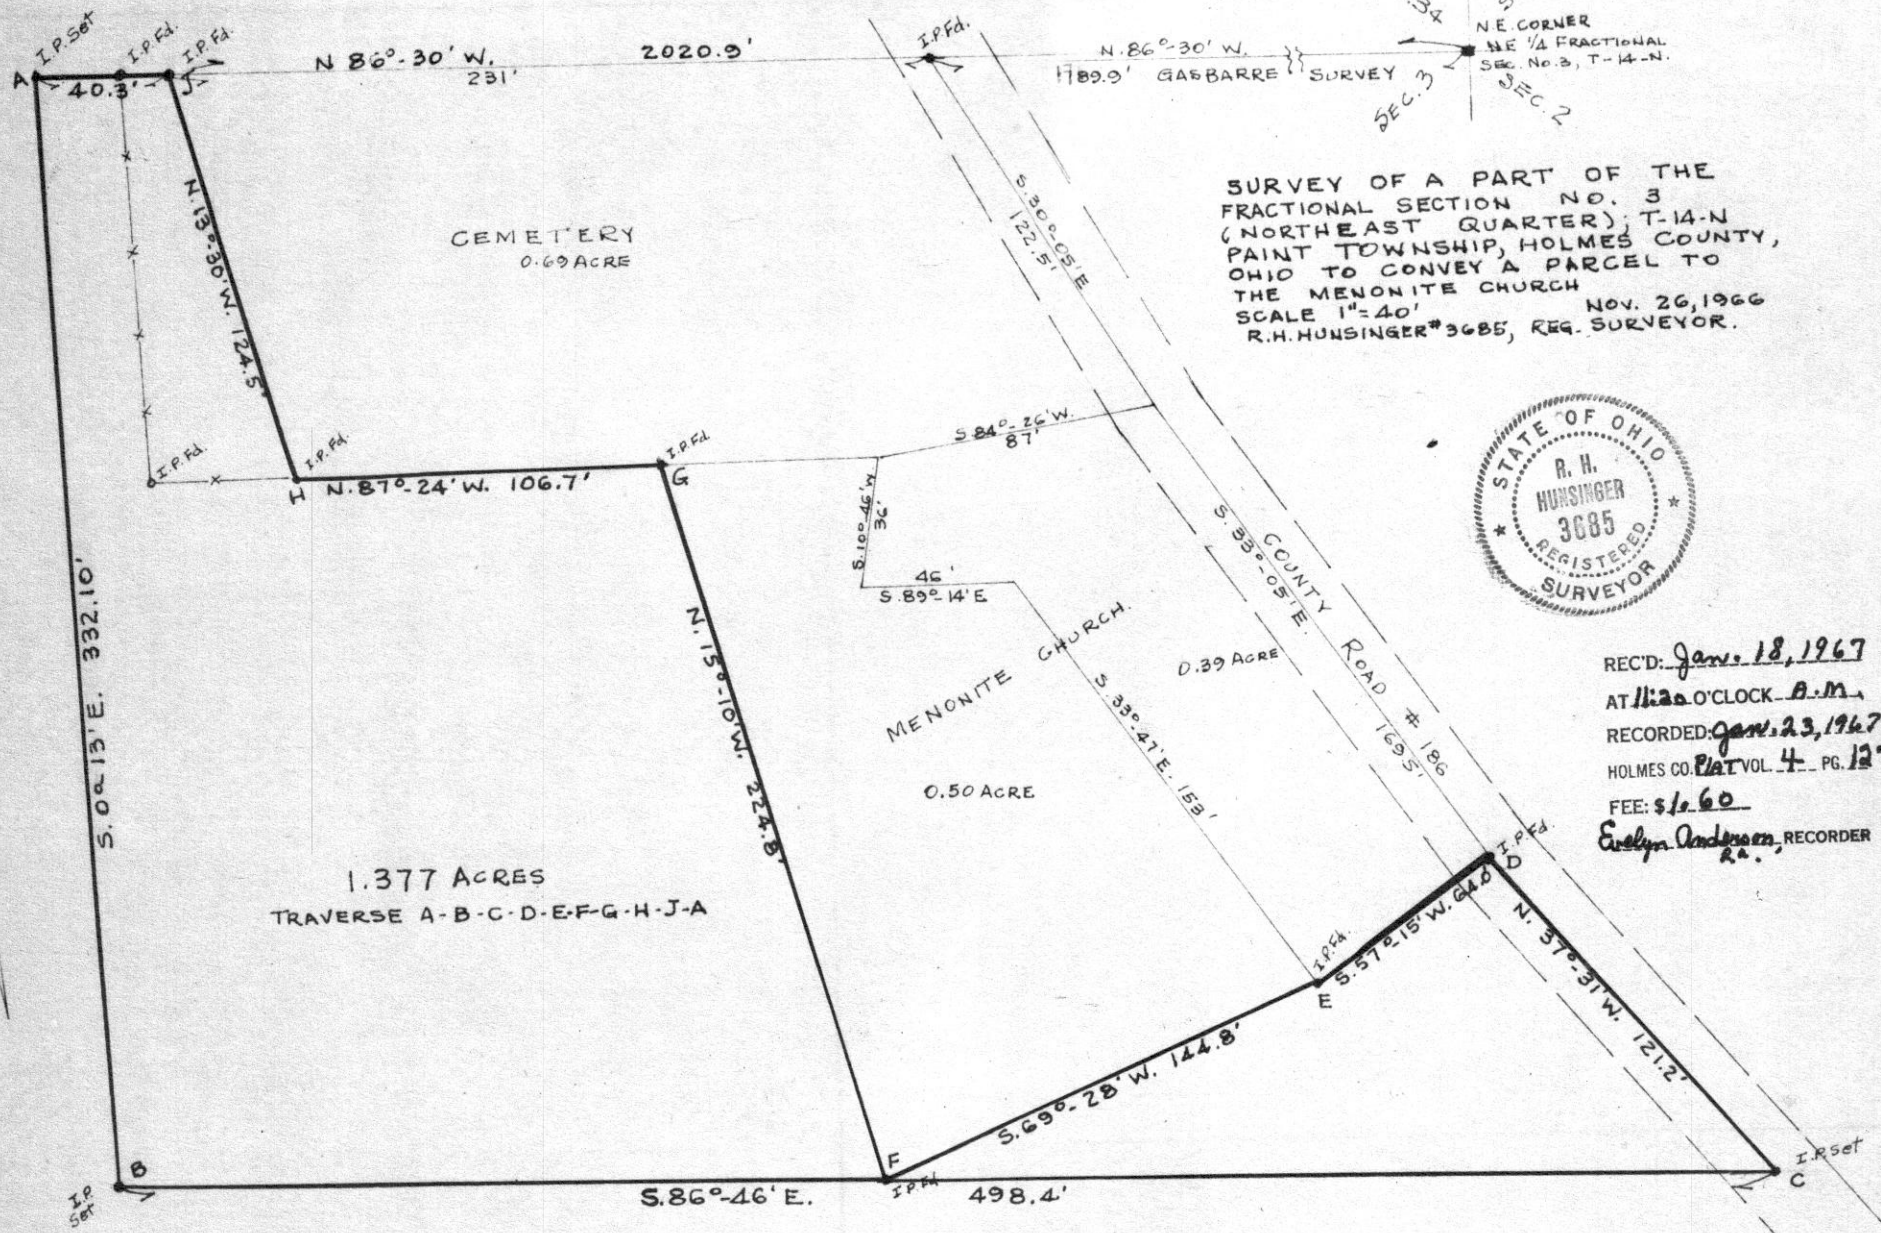 I.P. Set
I.P. Fd.
I.P. Fd.
A
40.3'
J
N 86°-30' W. 2020.9'
231'
I.P. Fd.
N. 86°-30' W.
1789.9' GASBARRE SURVEY
34
N.E. CORNER
NE 1/4 FRACTIONAL
SEC. No. 3, T-14-N.
SEC. 3
SEC. 2
SURVEY OF A PART OF THE
FRACTIONAL SECTION NO. 3
(NORTHEAST QUARTER); T-14-N
PAINT TOWNSHIP, HOLMES COUNTY,
OHIO TO CONVEY A PARCEL TO
THE MENONITE CHURCH
SCALE 1"=40' NOV. 26, 1966
R.H. HUNSINGER #3685, REG. SURVEYOR.
N. 13°-30' W. 124.5'
CEMETERY
0.69 ACRE
S. 30°-05' E
122.5'
S. 84°-26' W.
87'
I.P. Fd.
I.P. Fd.
H
N. 87°-24' W. 106.7'
I.P. Fd.
G
S. 10°-46' W
36'
46'
S. 89°-14' E
STATE OF OHIO
R. H.
HUNSINGER
3685
REGISTERED
SURVEYOR
S. 33°-05' E.
169.5'
COUNTY ROAD # 186
S. 0°-13' E. 332.10'
N. 15°-10' W. 224.8'
MENONITE CHURCH.
0.39 ACRE
S. 33°-47' E. 153'
0.50 ACRE
REC'D: Jan. 18, 1967
AT 11:20 O'CLOCK A.M.
RECORDED: Jan. 23, 1967
HOLMES CO. PLAT VOL. 4 PG.
FEE: $1.60
Evelyn Anderson, RECORDER
1.377 ACRES
TRAVERSE A-B-C-D-E-F-G-H-J-A
I.P. Fd.
D
S. 57°-15' W. 64.0'
I.P. Fd.
E
N. 37°-31' W. 121.2'
S. 69°-28' W. 144.8'
B
I.P.
Set
F
I.P. Fd
S. 86°-46' E. 498.4'
I.P. Set
C